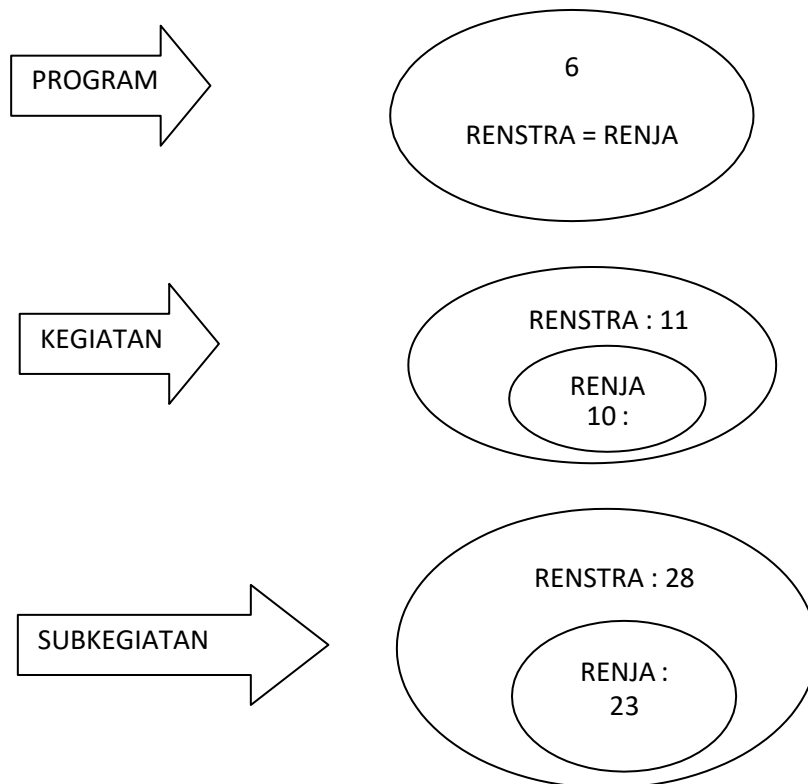 PROGRAM
6
RENSTRA = RENJA
KEGIATAN
RENSTRA : 11
RENJA
10 :
SUBKEGIATAN
RENSTRA : 28
RENJA :
23